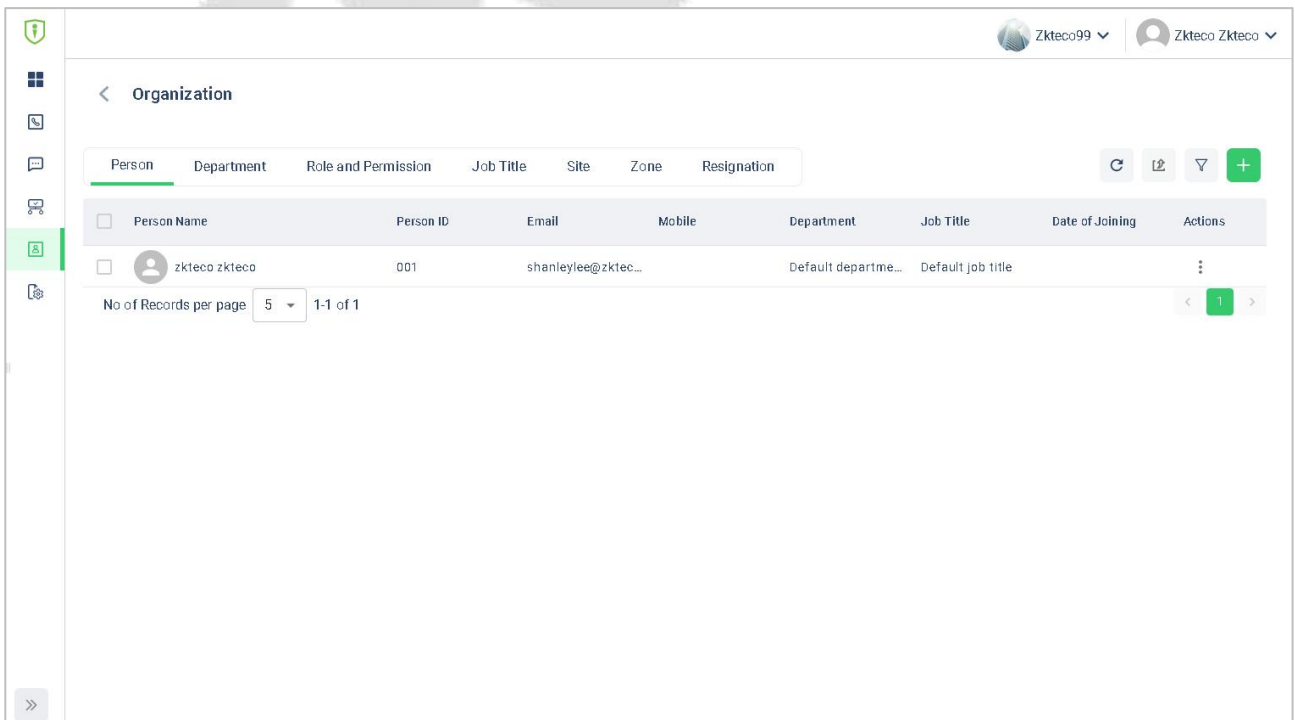 Zkteco99 Zkteco Zkteco
Organization
Person Department Role and Permission Job Title Site Zone Resignation
Person Name Person ID Email Mobile Department Job Title Date of Joining Actions
zkteco zkteco 001 shanleylee@zktec... Default departme... Default job title
No of Records per page 5 1-1 of 1 < 1 >